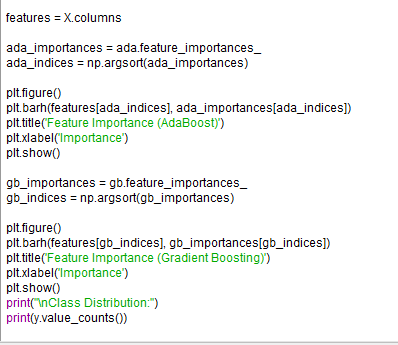 features = X.columns
ada_importances = ada.feature_importances_
ada_indices = np.argsort(ada_importances)
plt.figure()
plt.barh(features[ada_indices], ada_importances[ada_indices])
plt.title('Feature Importance (AdaBoost)')
plt.xlabel('Importance')
plt.show()
gb_importances = gb.feature_importances_
gb_indices = np.argsort(gb_importances)
plt.figure()
plt.barh(features[gb_indices], gb_importances[gb_indices])
plt.title('Feature Importance (Gradient Boosting)')
plt.xlabel('Importance')
plt.show()
print("\nClass Distribution:")
print(y.value_counts())